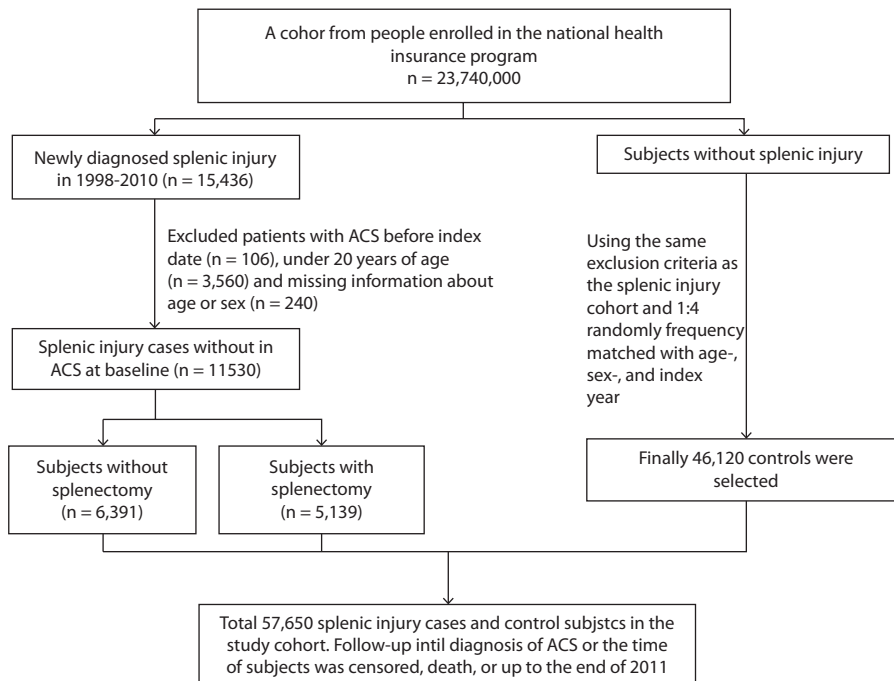 A cohor from people enrolled in the national health
insurance program
n = 23,740,000
Newly diagnosed splenic injury
in 1998-2010 (n = 15,436)
Subjects without splenic injury
Excluded patients with ACS before index
date (n = 106), under 20 years of age
(n = 3,560) and missing information about
age or sex (n = 240)
Using the same
exclusion criteria as
the splenic injury
cohort and 1:4
randomly frequency
matched with age-,
sex-, and index
year
Splenic injury cases without in
ACS at baseline (n = 11530)
Subjects without
splenectomy
(n = 6,391)
Subjects with
splenectomy
(n = 5,139)
Finally 46,120 controls were
selected
Total 57,650 splenic injury cases and control subjstcs in the
study cohort. Follow-up intil diagnosis of ACS or the time
of subjects was censored, death, or up to the end of 2011